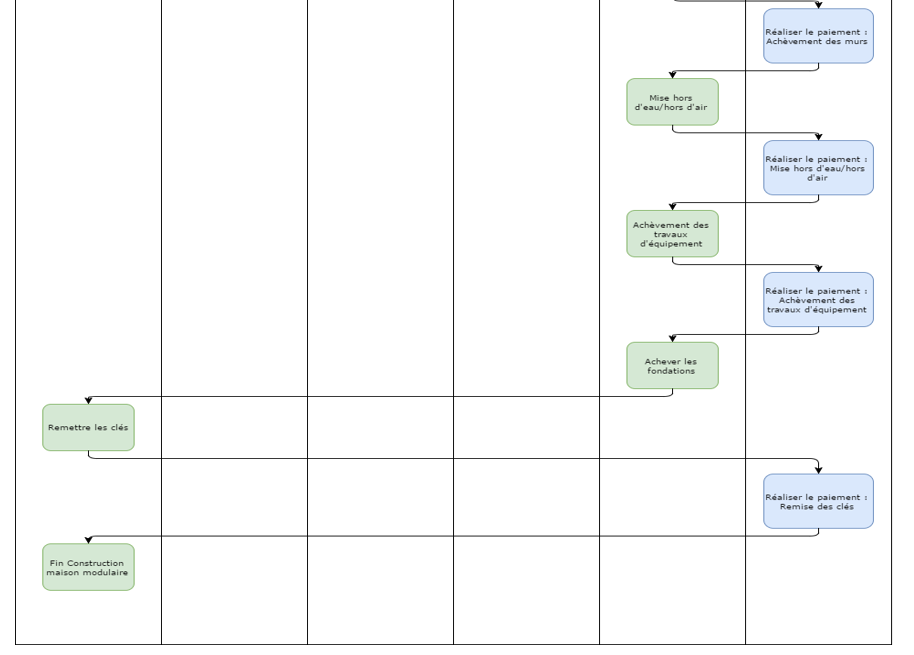 Réaliser le paiement :
Achèvement des murs
Mise hors
d'eau/hors d'air
Réaliser le paiement :
Mise hors d'eau/hors
d'air
Achèvement des
travaux
d'équipement
Réaliser le paiement :
Achèvement des
travaux d'équipement
Achever les
fondations
Remettre les clés
Réaliser le paiement :
Remise des clés
Fin Construction
maison modulaire